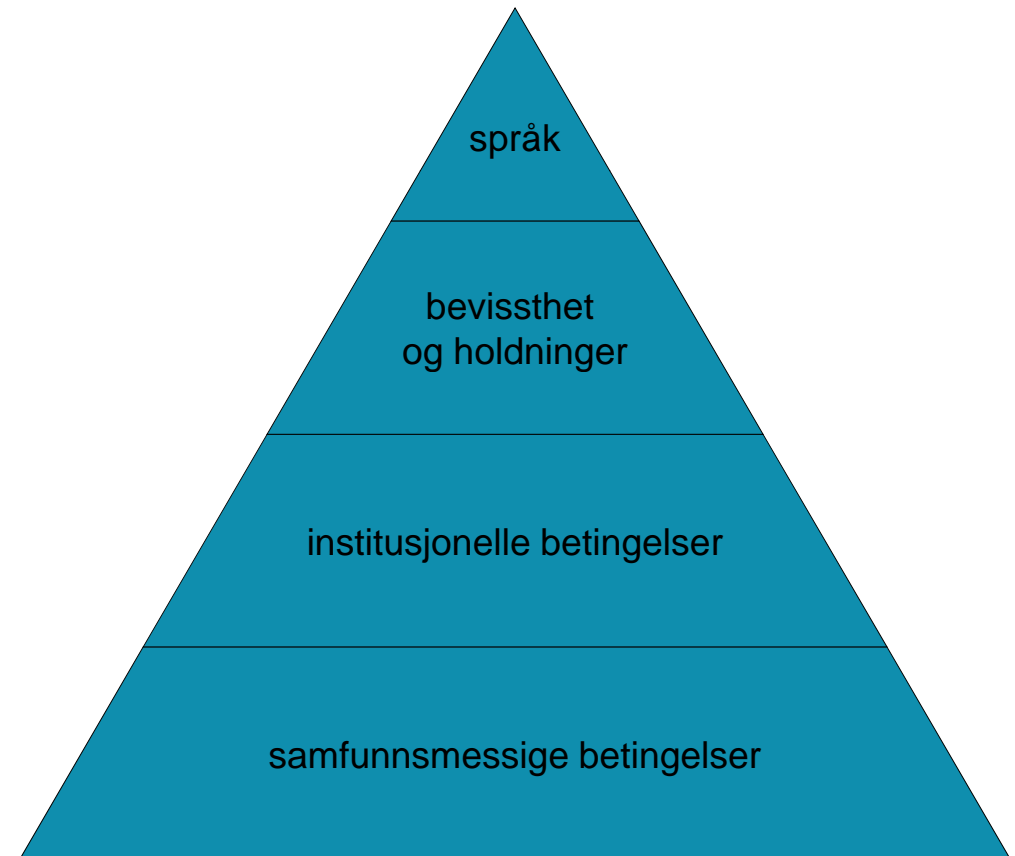 språk
bevissthet
og holdninger
institusjonelle betingelser
samfunnsmessige betingelser